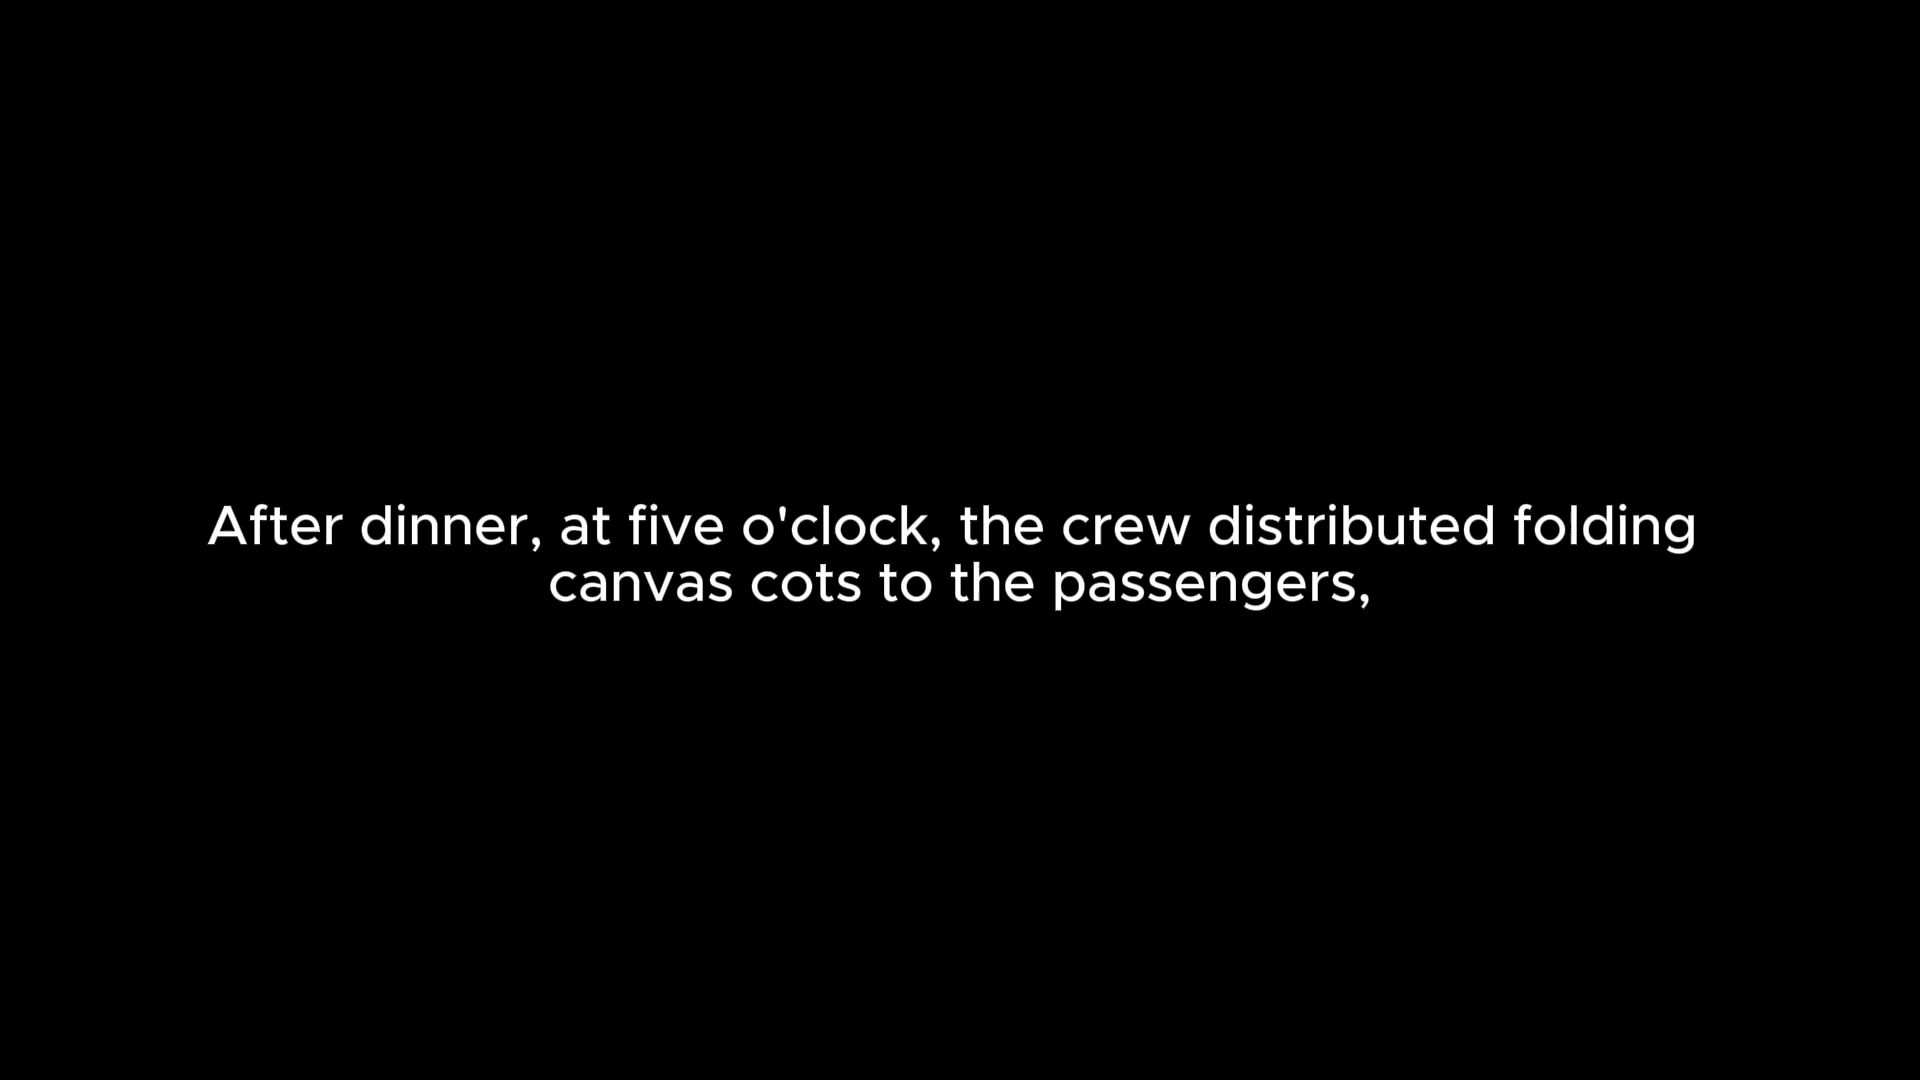 After dinner, at five o'clock, the crew distributed folding
canvas cots to the passengers,